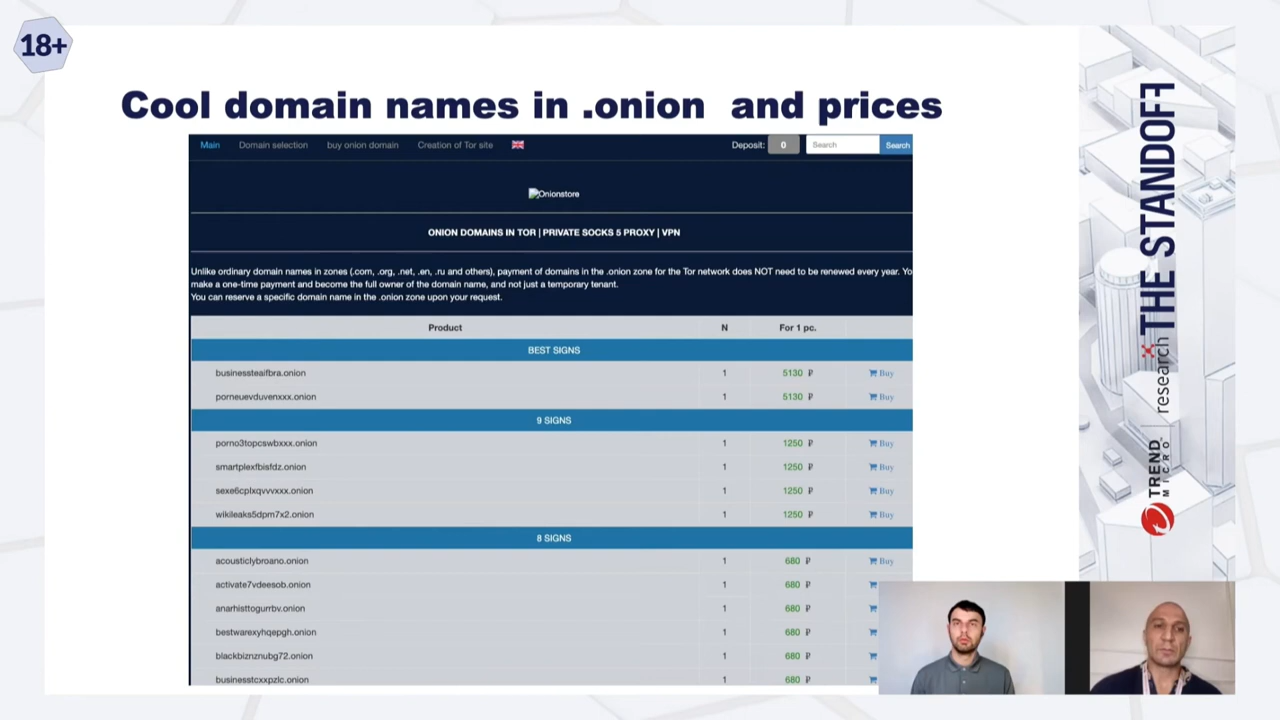 18+
Cool domain names in .onion and prices
Main Domain selection buy onion domain Creation of Tor site Deposit: 0 Search Search
Onionstore
ONION DOMAINS IN TOR | PRIVATE SOCKS 5 PROXY | VPN
Unlike ordinary domain names in zones (.com, .org, .net, .en, .ru and others), payment of domains in the .onion zone for the Tor network does NOT need to be renewed every year. Yo
make a one-time payment and become the full owner of the domain name, and not just a temporary tenant.
You can reserve a specific domain name in the .onion zone upon your request.
Product N For 1 pc.
BEST SIGNS
businessteaifbra.onion 1 5130 ₽ Buy
porneuevduvenxxx.onion 1 5130 ₽ Buy
9 SIGNS
porno3topcswbxxx.onion 1 1250 ₽ Buy
smartplexfbisfdz.onion 1 1250 ₽ Buy
sexe6cplxqvvvxxx.onion 1 1250 ₽ Buy
wikileaks5dpm7x2.onion 1 1250 ₽ Buy
8 SIGNS
acousticlybroano.onion 1 680 ₽ Buy
activate7vdeesob.onion 1 680 ₽
anarhisttogurrbv.onion 1 680 ₽
bestwarexyhqepgh.onion 1 680 ₽
blackbiznznubg72.onion 1 680 ₽
businesstcxxpzlc.onion 1 680 ₽
THE STANDOFF
TREND MICRO research